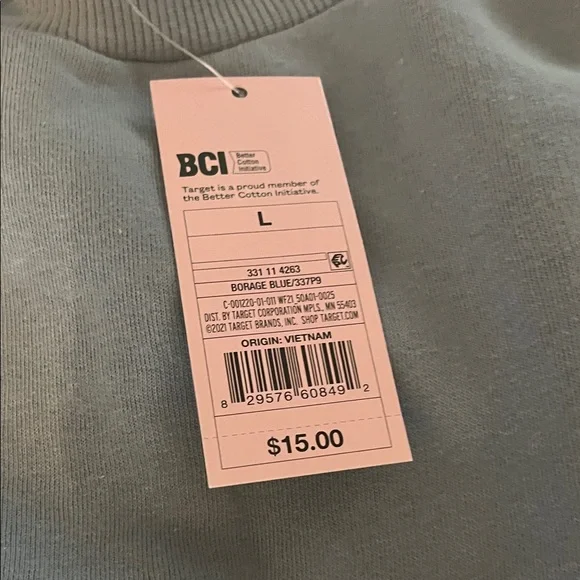 BCI
Better
Cotton
Initiative
Target is a proud member of
the Better Cotton Initiative.
L
331 11 4263
BORAGE BLUE/337P9
C-001220-01-011 WFZ1_50A01-0025
DIST. BY TARGET CORPORATION MPLS., MN 55403
©2021 TARGET BRANDS, INC. SHOP TARGET.COM
ORIGIN: VIETNAM
8 29576 60849 2
$15.00